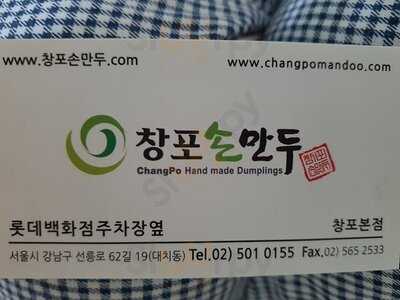 www.창포손만두.com
www.changpomandoo.com
창포손만두
ChangPo Hand made Dumplings
롯데백화점주차장옆
창포본점
서울시 강남구 선릉로 62길 19(대치동) Tel.02) 501 0155 Fax.02) 565 2533